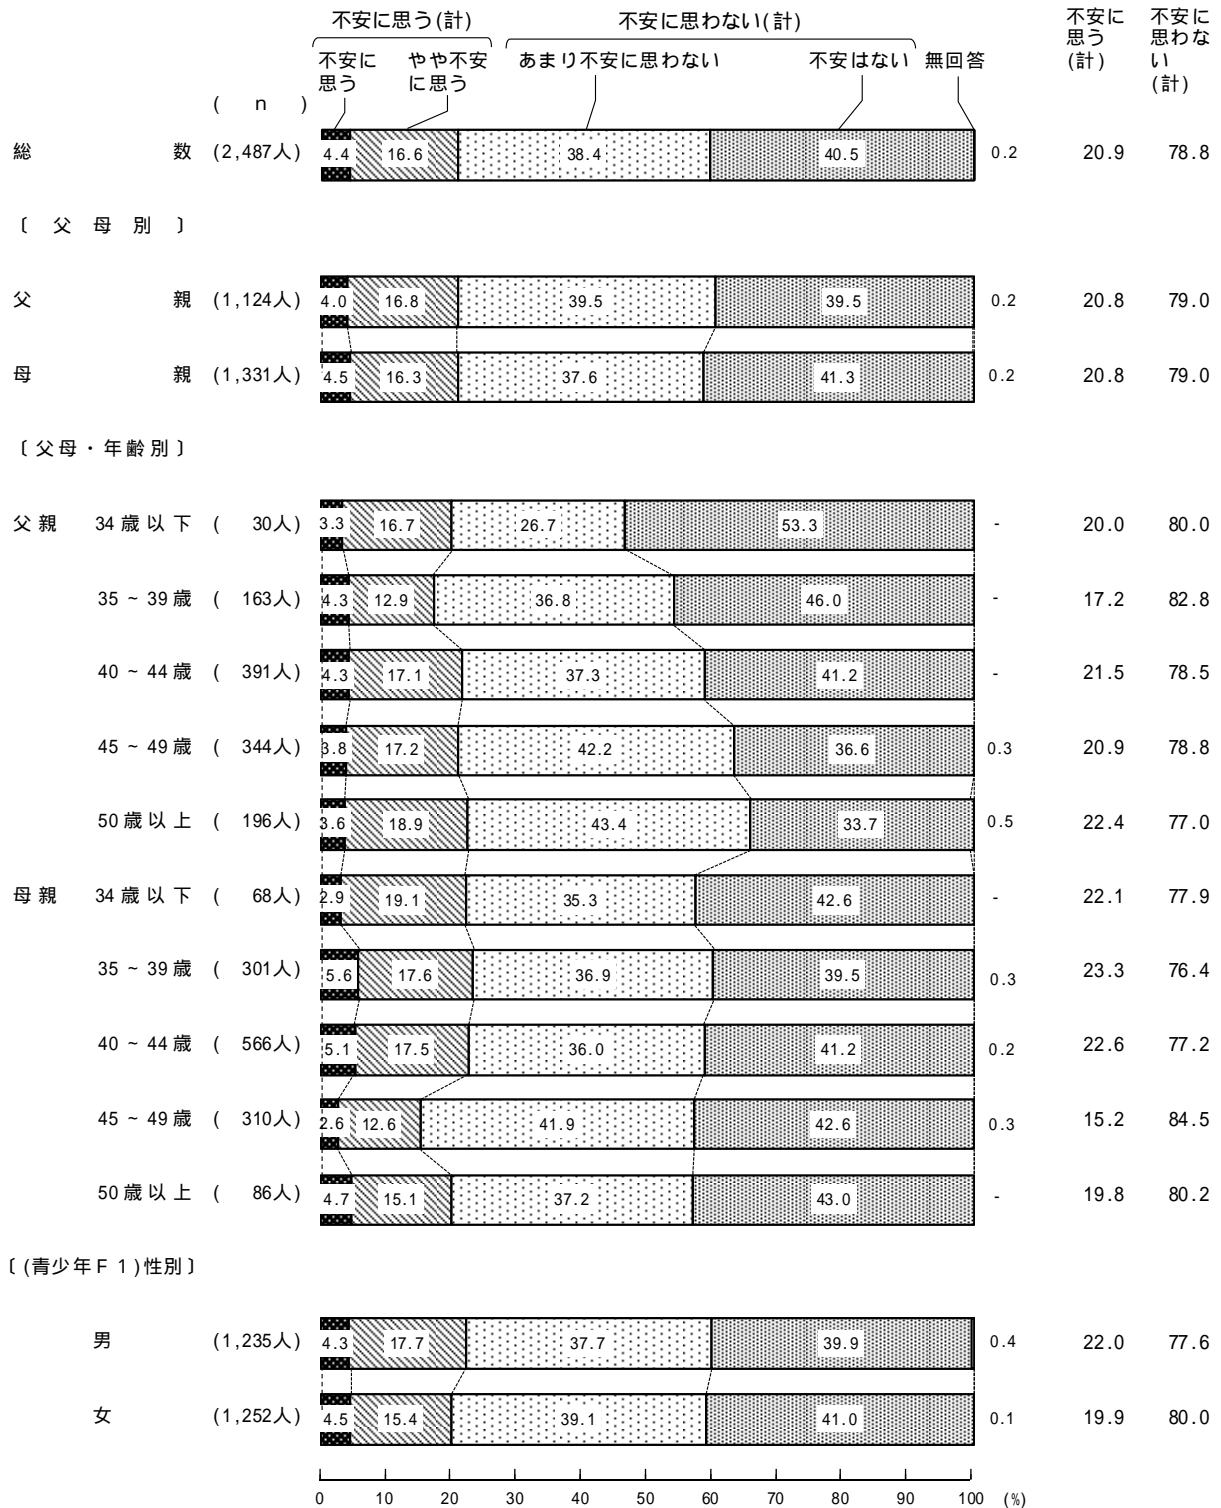 不安に思う(計) 不安に思わない(計) 不安に 不安に
思う 思わな
(計) い
(計)
不安に やや不安 あまり不安に思わない 不安はない 無回答
思う に思う
( n )
総数 (2,487人) 4.4 16.6 38.4 40.5 0.2 20.9 78.8
〔父母別〕
父親 (1,124人) 4.0 16.8 39.5 39.5 0.2 20.8 79.0
母親 (1,331人) 4.5 16.3 37.6 41.3 0.2 20.8 79.0
〔父母・年齢別〕
父親 34歳以下 ( 30人) 3.3 16.7 26.7 53.3 - 20.0 80.0
35~39歳 ( 163人) 4.3 12.9 36.8 46.0 - 17.2 82.8
40~44歳 ( 391人) 4.3 17.1 37.3 41.2 - 21.5 78.5
45~49歳 ( 344人) 3.8 17.2 42.2 36.6 0.3 20.9 78.8
50歳以上 ( 196人) 3.6 18.9 43.4 33.7 0.5 22.4 77.0
母親 34歳以下 ( 68人) 2.9 19.1 35.3 42.6 - 22.1 77.9
35~39歳 ( 301人) 5.6 17.6 36.9 39.5 0.3 23.3 76.4
40~44歳 ( 566人) 5.1 17.5 36.0 41.2 0.2 22.6 77.2
45~49歳 ( 310人) 2.6 12.6 41.9 42.6 0.3 15.2 84.5
50歳以上 ( 86人) 4.7 15.1 37.2 43.0 - 19.8 80.2
〔(青少年F1)性別〕
男 (1,235人) 4.3 17.7 37.7 39.9 0.4 22.0 77.6
女 (1,252人) 4.5 15.4 39.1 41.0 0.1 19.9 80.0
0 10 20 30 40 50 60 70 80 90 100 (%)